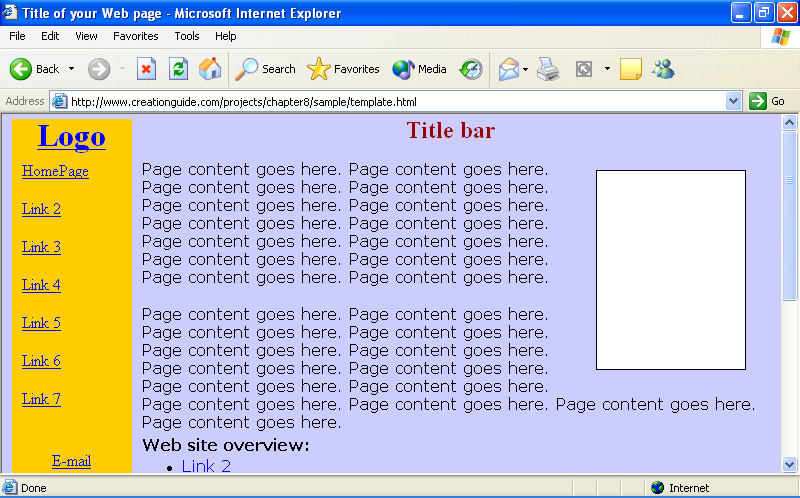 Title of your Web page - Microsoft Internet Explorer
File Edit View Favorites Tools Help
Back Search Favorites Media
Address http://www.creationguide.com/projects/chapter8/sample/template.html Go
Logo
HomePage
Link 2
Link 3
Link 4
Link 5
Link 6
Link 7
E-mail
Title bar
Page content goes here. Page content goes here.
Page content goes here. Page content goes here.
Page content goes here. Page content goes here.
Page content goes here. Page content goes here.
Page content goes here. Page content goes here.
Page content goes here. Page content goes here.
Page content goes here. Page content goes here.
Page content goes here. Page content goes here.
Page content goes here. Page content goes here.
Page content goes here. Page content goes here.
Page content goes here. Page content goes here.
Page content goes here. Page content goes here.
Page content goes here. Page content goes here. Page content goes here.
Page content goes here.
Web site overview:
• Link 2
Done Internet